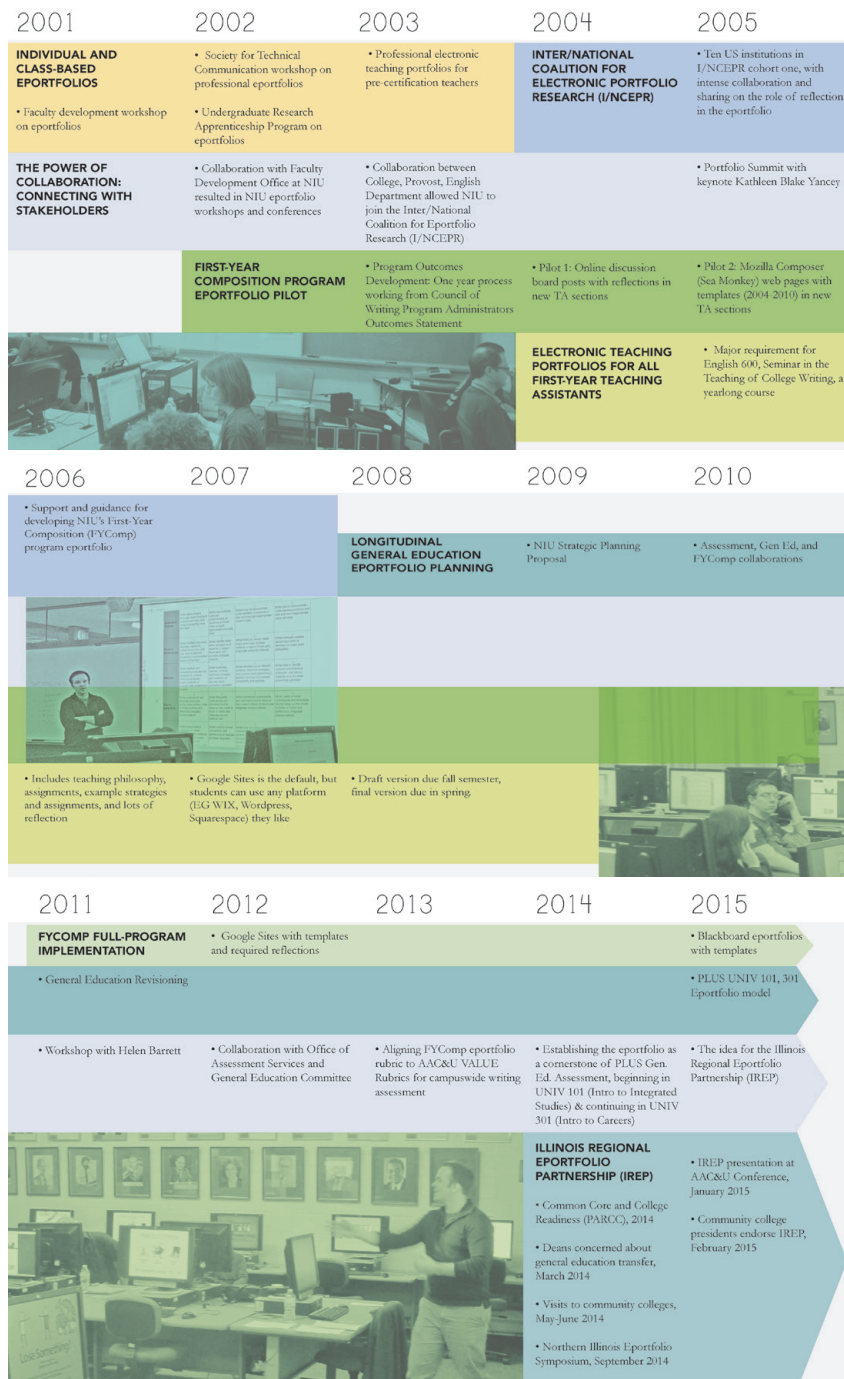 2001
2002
2003
2004
2005
INDIVIDUAL AND
CLASS-BASED
EPORTFOLIOS
• Faculty development workshop
on eportfolios
• Society for Technical
Communication workshop on
professional eportfolios
• Undergraduate Research
Apprenticeship Program on
eportfolios
• Professional electronic
teaching portfolios for
pre-certification teachers
INTER/NATIONAL
COALITION FOR
ELECTRONIC PORTFOLIO
RESEARCH (I/NCEPR)
• Ten US institutions in
I/NCEPR cohort one, with
intense collaboration and
sharing on the role of reflection
in the eportfolio
THE POWER OF
COLLABORATION:
CONNECTING WITH
STAKEHOLDERS
• Collaboration with Faculty
Development Office at NIU
resulted in NIU eportfolio
workshops and conferences
• Collaboration between
College, Provost, English
Department allowed NIU to
join the Inter/National
Coalition for Eportfolio
Research (I/NCEPR)
• Portfolio Summit with
keynote Kathleen Blake Yancey
FIRST-YEAR
COMPOSITION PROGRAM
EPORTFOLIO PILOT
• Program Outcomes
Development: One year process
working from Council of
Writing Program Administrators
Outcomes Statement
• Pilot 1: Online discussion
board posts with reflections in
new TA sections
• Pilot 2: Mozilla Composer
(Sea Monkey) web pages with
templates (2004-2010) in new
TA sections
ELECTRONIC TEACHING
PORTFOLIOS FOR ALL
FIRST-YEAR TEACHING
ASSISTANTS
• Major requirement for
English 600, Seminar in the
Teaching of College Writing, a
yearlong course
2006
2007
2008
2009
2010
• Support and guidance for
developing NIU's First-Year
Composition (FYComp)
program eportfolio
LONGITUDINAL
GENERAL EDUCATION
EPORTFOLIO PLANNING
• NIU Strategic Planning
Proposal
• Assessment, Gen Ed, and
FYComp collaborations
• Includes teaching philosophy,
assignments, example strategies
and assignments, and lots of
reflection
• Google Sites is the default, but
students can use any platform
(EG WIX, Wordpress,
Squarespace) they like
• Draft version due fall semester,
final version due in spring.
2011
2012
2013
2014
2015
FYCOMP FULL-PROGRAM
IMPLEMENTATION
• Google Sites with templates
and required reflections
• Blackboard eportfolios
with templates
• General Education Revisioning
• PLUS UNIV 101, 301
Eportfolio model
• Workshop with Helen Barrett
• Collaboration with Office of
Assessment Services and
General Education Committee
• Aligning FYComp eportfolio
rubric to AAC&U VALUE
Rubrics for campuswide writing
assessment
• Establishing the eportfolio as
a cornerstone of PLUS Gen.
Ed. Assessment, beginning in
UNIV 101 (Intro to Integrated
Studies) & continuing in UNIV
301 (Intro to Careers)
• The idea for the Illinois
Regional Eportfolio
Partnership (IREP)
ILLINOIS REGIONAL
EPORTFOLIO
PARTNERSHIP (IREP)
• Common Core and College
Readiness (PARCC), 2014
• Deans concerned about
general education transfer,
March 2014
• Visits to community colleges,
May-June 2014
• Northern Illinois Eportfolio
Symposium, September 2014
• IREP presentation at
AAC&U Conference,
January 2015
• Community college
presidents endorse IREP,
February 2015
Lose Something?